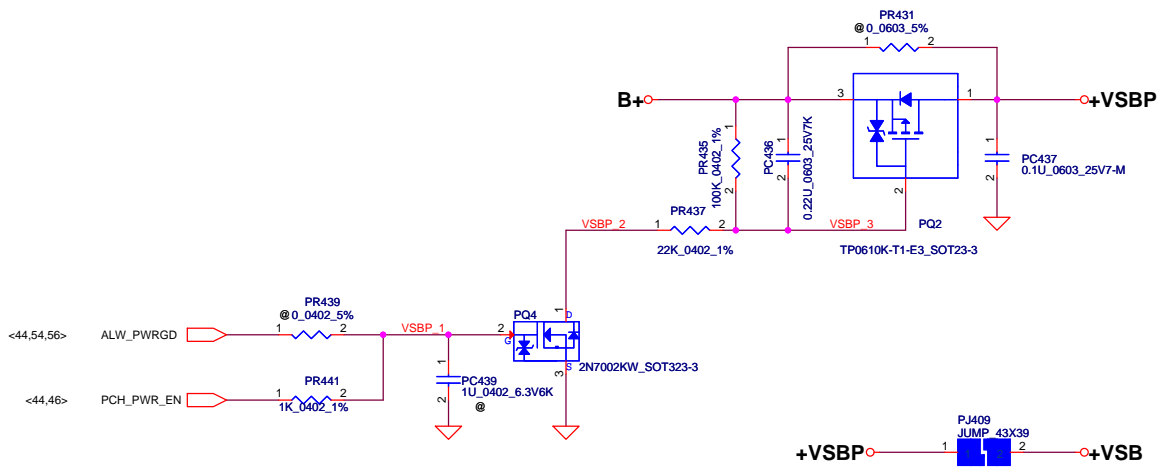 PR431
@ 0_0603_5%
1 2
B+
3 1
+VSBP
1
2
PR435
100K_0402_1%
1
2
PC436
0.22U_0603_25V7K
2
PQ2
TP0610K-T1-E3_SOT23-3
1
2
PC437
0.1U_0603_25V7-M
VSBP_2
PR437
1 2
22K_0402_1%
VSBP_3
PR439
@ 0_0402_5%
<44,54,56> ALW_PWRGD
1 2
VSBP_1
PQ4
1
D
2
G
S
3
2N7002KW_SOT323-3
PR441
<44,46> PCH_PWR_EN
1 2
1K_0402_1%
1
2
PC439
1U_0402_6.3V6K
@
PJ409
JUMP_43X39
+VSBP
1 1 2 2
+VSB